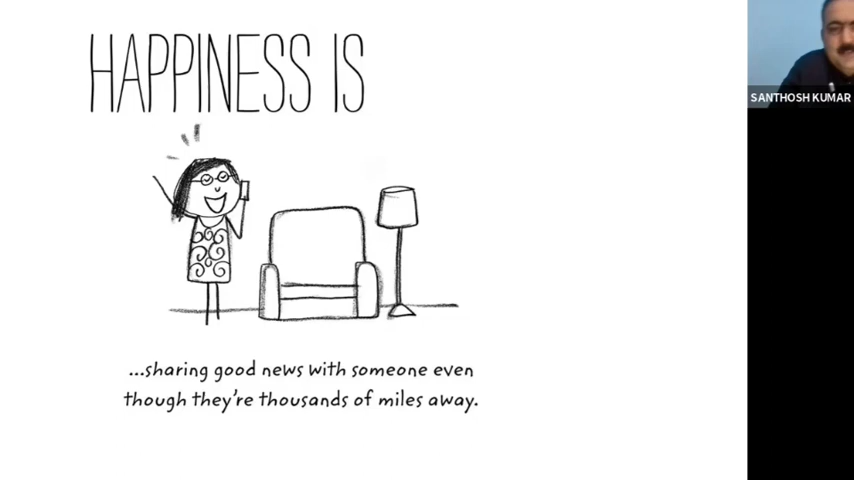 HAPPINESS IS
...sharing good news with someone even
though they're thousands of miles away.
SANTHOSH KUMAR